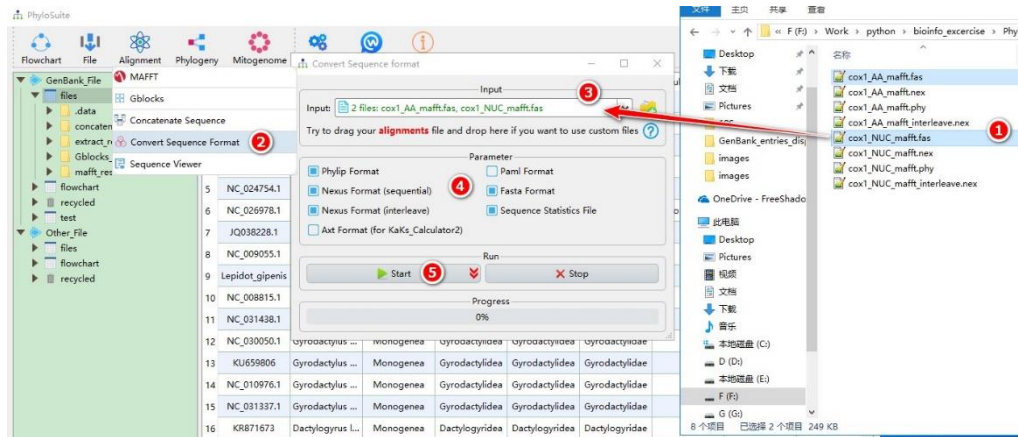 PhyloSuite
Flowchart File Alignment Phylogeny Mitogenome
GenBank_File
files
.data
extract_r
Gblocks_
mafft_res
flowchart
recycled
test
Other_File
files
flowchart
recycled
MAFFT
Gblocks
Concatenate Sequence
Convert Sequence Format 2
Sequence Viewer
5 NC_024754.1
6 NC_026978.1
7 JQ038228.1
8 NC_009055.1
9 Lepidot_gipenis
10 NC_008815.1
11 NC_031438.1
12 NC_030050.1 Gyrodactylus ... Monogenea Gyrodactylidea Gyrodactylidea Gyrodactylidae
13 KU659806 Gyrodactylus ... Monogenea Gyrodactylidea Gyrodactylidea Gyrodactylidae
14 NC_010976.1 Gyrodactylus ... Monogenea Gyrodactylidea Gyrodactylidea Gyrodactylidae
15 NC_031337.1 Gyrodactylus ... Monogenea Gyrodactylidea Gyrodactylidea Gyrodactylidae
16 KR871673 Dactylogyrus l... Monogenea Dactylogyridea Dactylogyridea Dactylogyridae
Convert Sequence format
Input
3
Input: 2 files: cox1_AA_mafft.fas, cox1_NUC_mafft.fas
Try to drag your alignments file and drop here if you want to use custom files ?
Parameter
Phylip Format Paml Format
Nexus Format (sequential) 4 Fasta Format
Nexus Format (interleave) Sequence Statistics File
Axt Format (for KaKs_Calculator2)
Run
Start 5 Stop
Progress
0%
文件 主页 共享 查看
« F (F:) › Work › python › bioinfo_excercise › Phy
Desktop
下载
文档
Pictures
GenBank_entries_dis
images
images
OneDrive - FreeShado
此电脑
Desktop
Pictures
视频
文档
下载
音乐
本地磁盘 (C:)
D (D:)
本地磁盘 (E:)
F (F:)
G (G:)
名称
cox1_AA_mafft.fas
cox1_AA_mafft.nex
cox1_AA_mafft.phy
cox1_AA_mafft_interleave.nex
cox1_NUC_mafft.fas 1
cox1_NUC_mafft.nex
cox1_NUC_mafft.phy
cox1_NUC_mafft_interleave.nex
8 个项目 已选择 2 个项目 249 KB